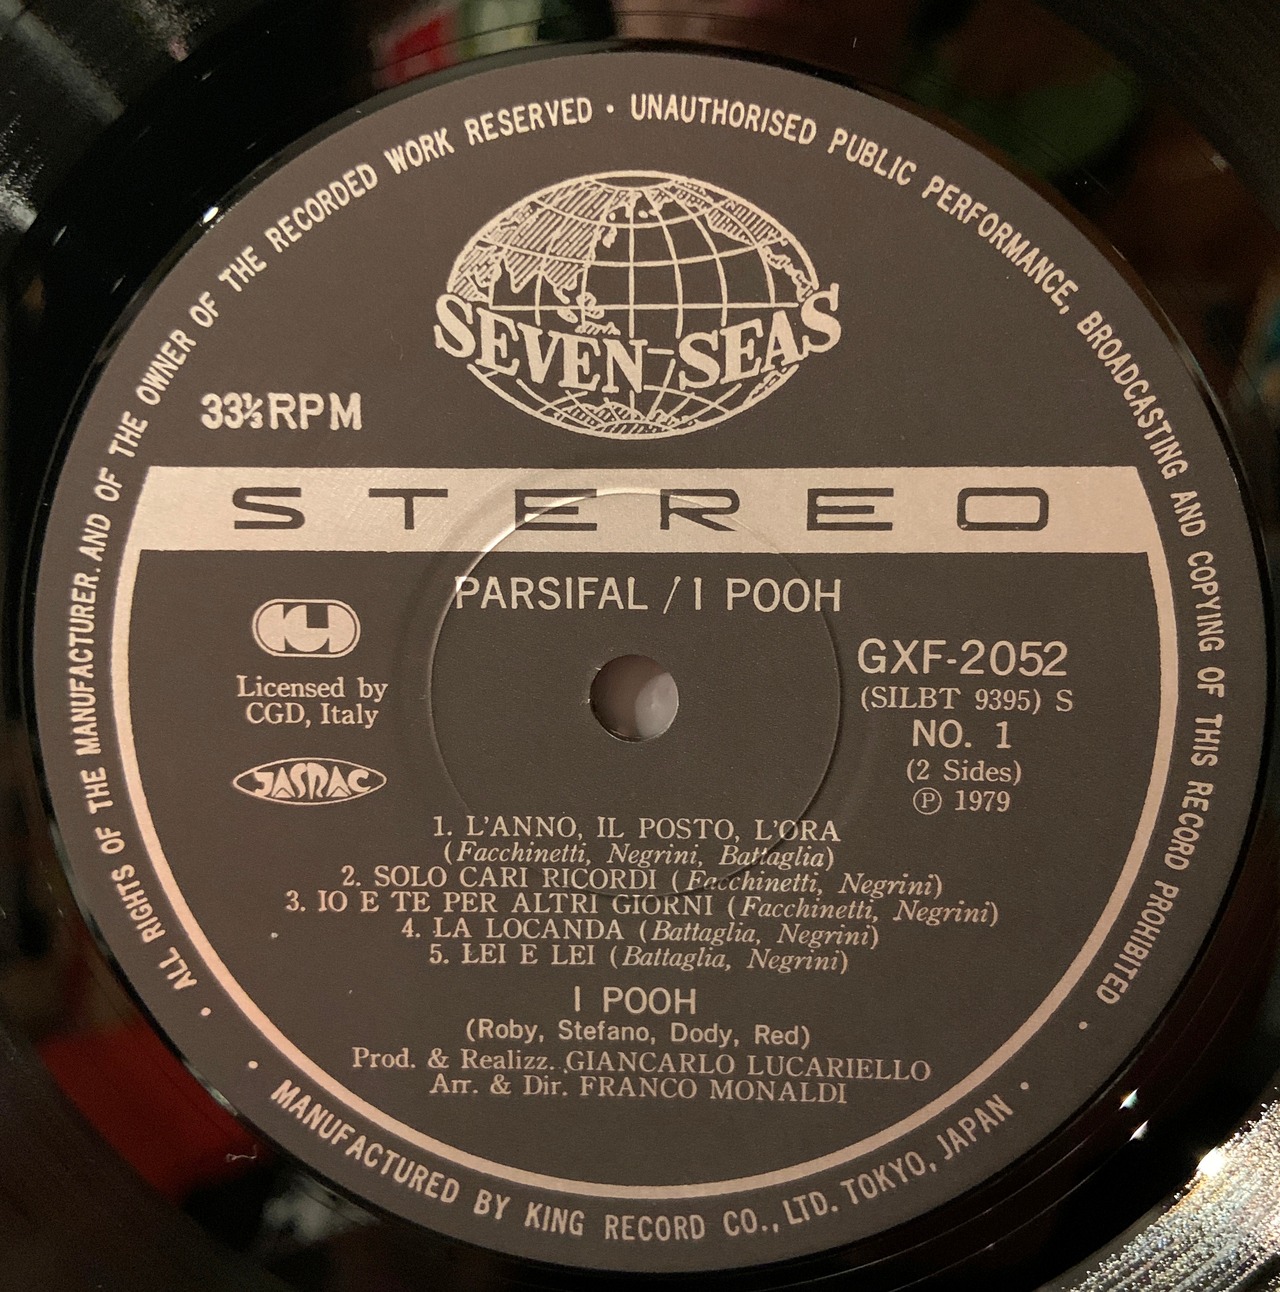 ALL RIGHTS OF THE MANUFACTURER. AND OF THE OWNER OF THE RECORDED WORK RESERVED · UNAUTHORISED PUBLIC PERFORMANCE, BROADCASTING AND COPYING OF THIS RECORD PROHIBITED
SEVEN SEAS
33⅓RPM
STEREO
PARSIFAL / I POOH
Licensed by
CGD, Italy
JASRAC
GXF-2052
(SILBT 9395) S
NO. 1
(2 Sides)
Ⓟ 1979
1. L'ANNO, IL POSTO, L'ORA
(Facchinetti, Negrini, Battaglia)
2. SOLO CARI RICORDI (Facchinetti, Negrini)
3. IO E TE PER ALTRI GIORNI (Facchinetti, Negrini)
4. LA LOCANDA (Battaglia, Negrini)
5. LEI E LEI (Battaglia, Negrini)
I POOH
(Roby, Stefano, Dody, Red)
Prod. & Realizz. GIANCARLO LUCARIELLO
Arr. & Dir. FRANCO MONALDI
· MANUFACTURED BY KING RECORD CO., LTD. TOKYO, JAPAN ·